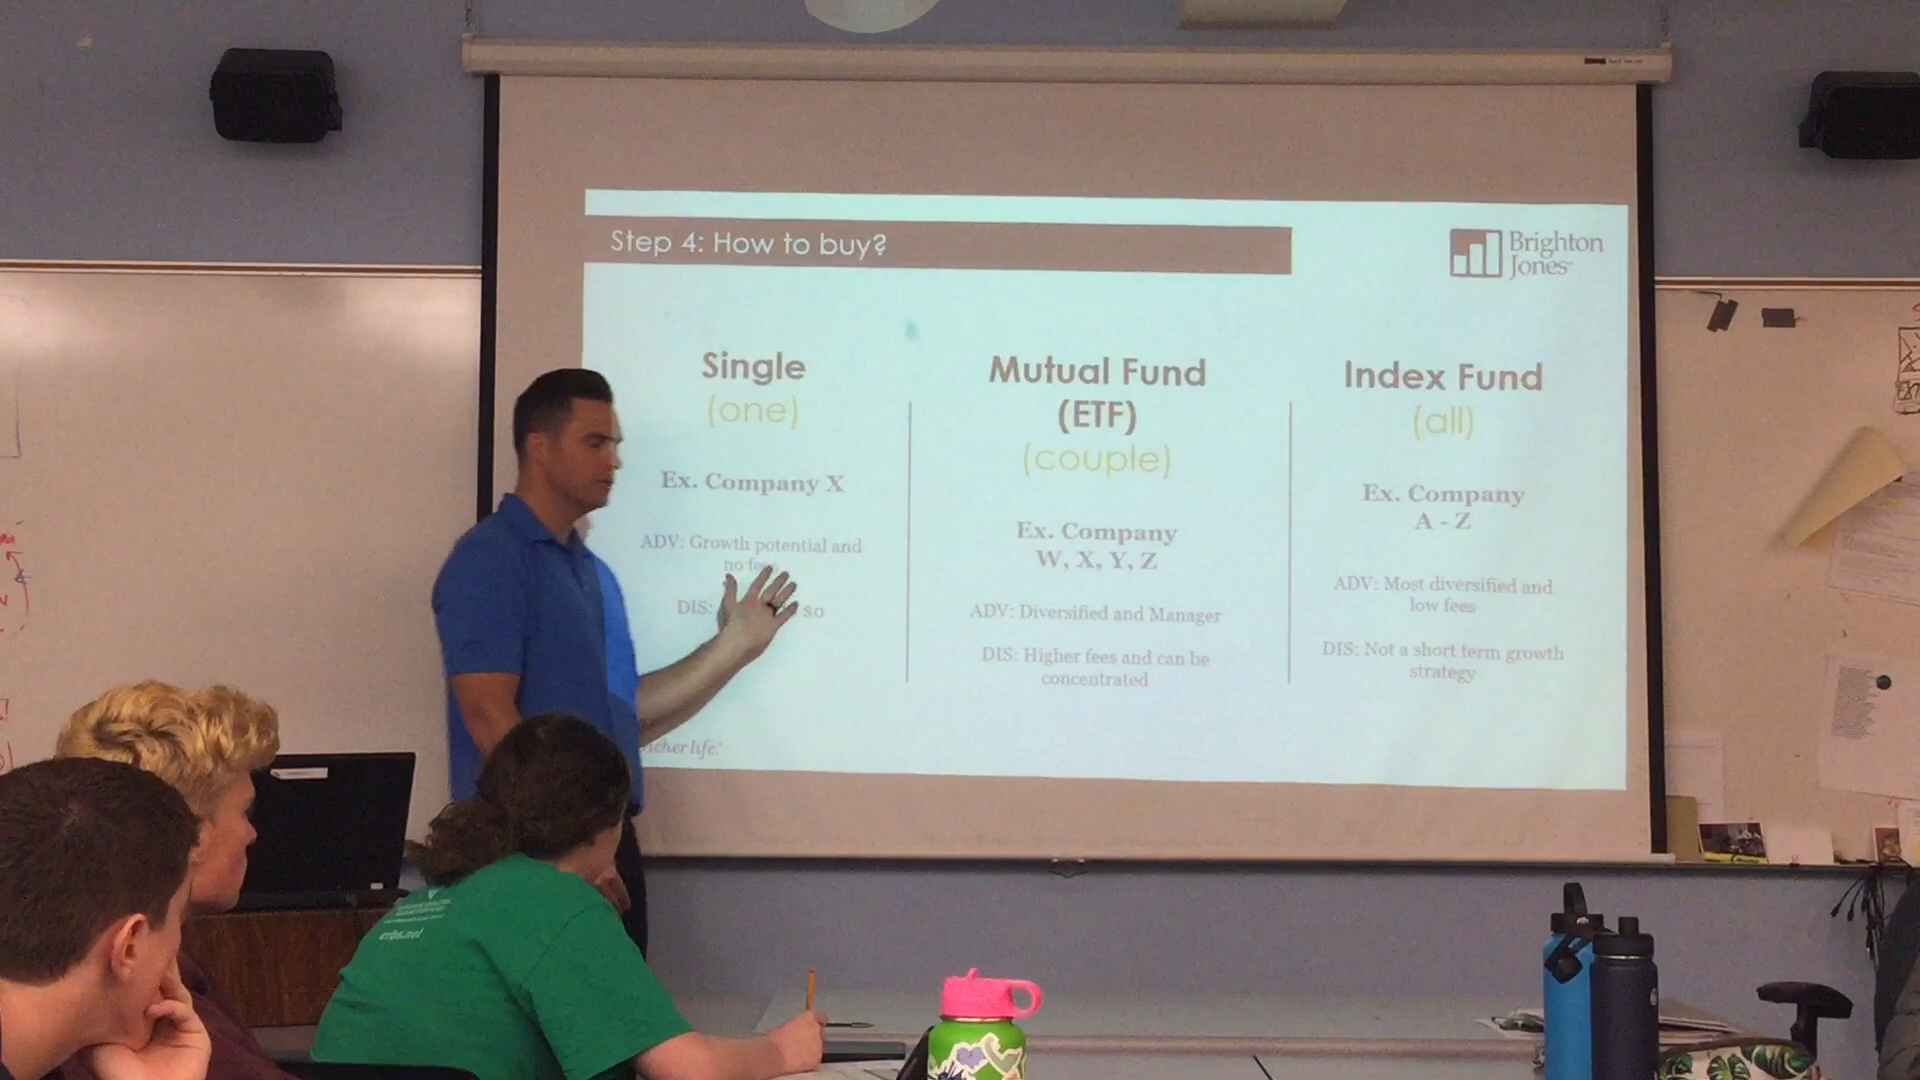 Step 4: How to buy?
Brighton
Jones
Single
(one)
Ex. Company X
ADV: Growth potential and
no
DIS:
so
Mutual Fund
(ETF)
(couple)
Ex. Company
W, X, Y, Z
ADV: Diversified and Manager
DIS: Higher fees and can be
concentrated
Index Fund
(all)
Ex. Company
A - Z
ADV: Most diversified and
low fees
DIS: Not a short term growth
strategy
life.